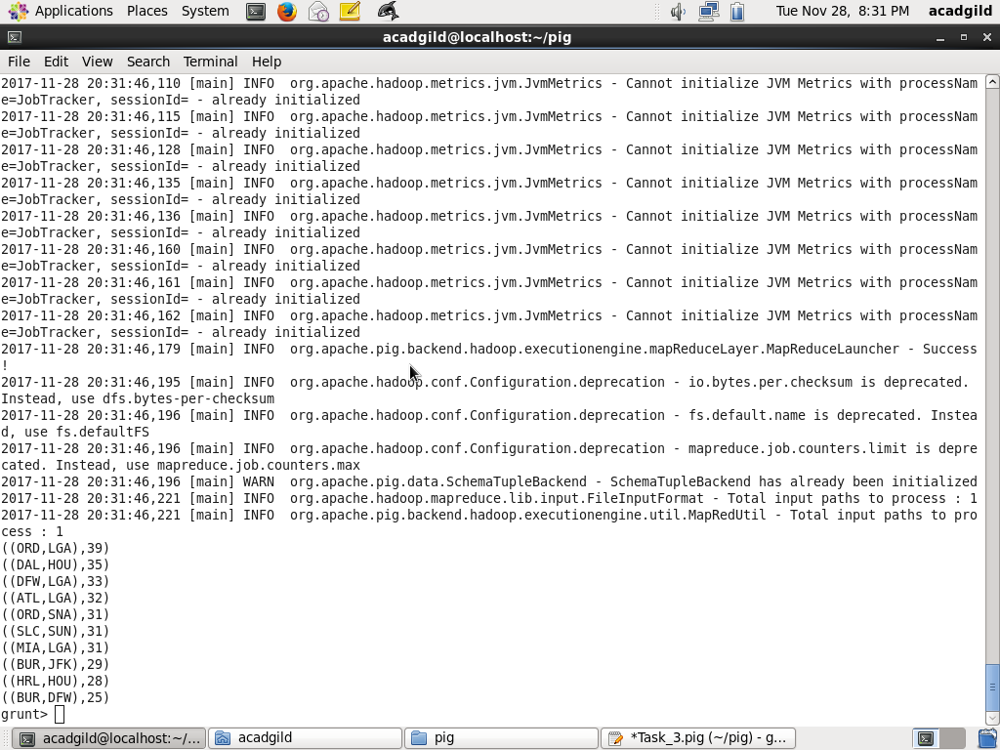 Applications Places System Tue Nov 28, 8:31 PM acadgild
acadgild@localhost:~/pig
File Edit View Search Terminal Help
2017-11-28 20:31:46,110 [main] INFO  org.apache.hadoop.metrics.jvm.JvmMetrics - Cannot initialize JVM Metrics with processNam
e=JobTracker, sessionId= - already initialized
2017-11-28 20:31:46,115 [main] INFO  org.apache.hadoop.metrics.jvm.JvmMetrics - Cannot initialize JVM Metrics with processNam
e=JobTracker, sessionId= - already initialized
2017-11-28 20:31:46,128 [main] INFO  org.apache.hadoop.metrics.jvm.JvmMetrics - Cannot initialize JVM Metrics with processNam
e=JobTracker, sessionId= - already initialized
2017-11-28 20:31:46,135 [main] INFO  org.apache.hadoop.metrics.jvm.JvmMetrics - Cannot initialize JVM Metrics with processNam
e=JobTracker, sessionId= - already initialized
2017-11-28 20:31:46,136 [main] INFO  org.apache.hadoop.metrics.jvm.JvmMetrics - Cannot initialize JVM Metrics with processNam
e=JobTracker, sessionId= - already initialized
2017-11-28 20:31:46,160 [main] INFO  org.apache.hadoop.metrics.jvm.JvmMetrics - Cannot initialize JVM Metrics with processNam
e=JobTracker, sessionId= - already initialized
2017-11-28 20:31:46,161 [main] INFO  org.apache.hadoop.metrics.jvm.JvmMetrics - Cannot initialize JVM Metrics with processNam
e=JobTracker, sessionId= - already initialized
2017-11-28 20:31:46,162 [main] INFO  org.apache.hadoop.metrics.jvm.JvmMetrics - Cannot initialize JVM Metrics with processNam
e=JobTracker, sessionId= - already initialized
2017-11-28 20:31:46,179 [main] INFO  org.apache.pig.backend.hadoop.executionengine.mapReduceLayer.MapReduceLauncher - Success
!
2017-11-28 20:31:46,195 [main] INFO  org.apache.hadoop.conf.Configuration.deprecation - io.bytes.per.checksum is deprecated.
Instead, use dfs.bytes-per-checksum
2017-11-28 20:31:46,196 [main] INFO  org.apache.hadoop.conf.Configuration.deprecation - fs.default.name is deprecated. Instea
d, use fs.defaultFS
2017-11-28 20:31:46,196 [main] INFO  org.apache.hadoop.conf.Configuration.deprecation - mapreduce.job.counters.limit is depre
cated. Instead, use mapreduce.job.counters.max
2017-11-28 20:31:46,196 [main] WARN  org.apache.pig.data.SchemaTupleBackend - SchemaTupleBackend has already been initialized
2017-11-28 20:31:46,221 [main] INFO  org.apache.hadoop.mapreduce.lib.input.FileInputFormat - Total input paths to process : 1
2017-11-28 20:31:46,221 [main] INFO  org.apache.pig.backend.hadoop.executionengine.util.MapRedUtil - Total input paths to pro
cess : 1
((ORD,LGA),39)
((DAL,HOU),35)
((DFW,LGA),33)
((ATL,LGA),32)
((ORD,SNA),31)
((SLC,SUN),31)
((MIA,LGA),31)
((BUR,JFK),29)
((HRL,HOU),28)
((BUR,DFW),25)
grunt>
acadgild@localhost:~/... acadgild pig *Task_3.pig (~/pig) - g...